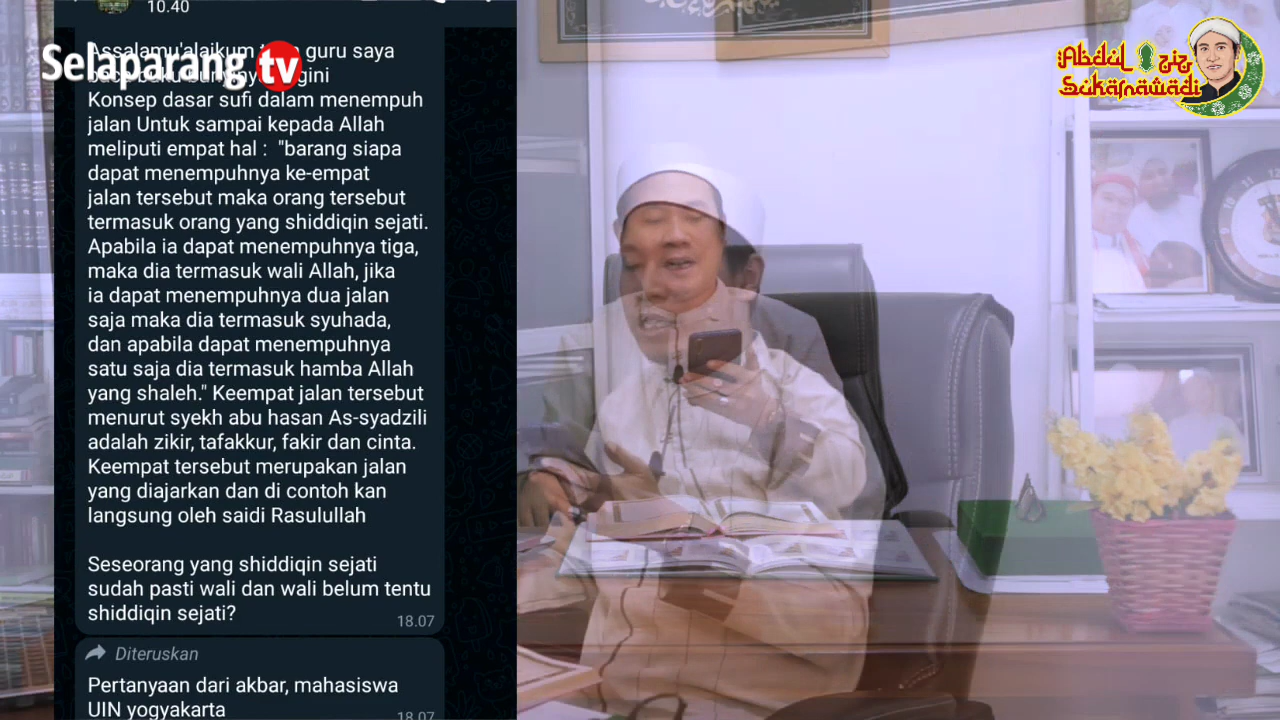 10.40
Selaparang tv
Abdul Aziz
Sukarnawadi
Assalamu'alaikum guru saya
Konsep dasar sufi dalam menempuh
jalan Untuk sampai kepada Allah
meliputi empat hal : "barang siapa
dapat menempuhnya ke-empat
jalan tersebut maka orang tersebut
termasuk orang yang shiddiqin sejati.
Apabila ia dapat menempuhnya tiga,
maka dia termasuk wali Allah, jika
ia dapat menempuhnya dua jalan
saja maka dia termasuk syuhada,
dan apabila dapat menempuhnya
satu saja dia termasuk hamba Allah
yang shaleh." Keempat jalan tersebut
menurut syekh abu hasan As-syadzili
adalah zikir, tafakkur, fakir dan cinta.
Keempat tersebut merupakan jalan
yang diajarkan dan di contoh kan
langsung oleh saidi Rasulullah
Seseorang yang shiddiqin sejati
sudah pasti wali dan wali belum tentu
shiddiqin sejati?
18.07
Diteruskan
Pertanyaan dari akbar, mahasiswa
UIN yogyakarta
18.07